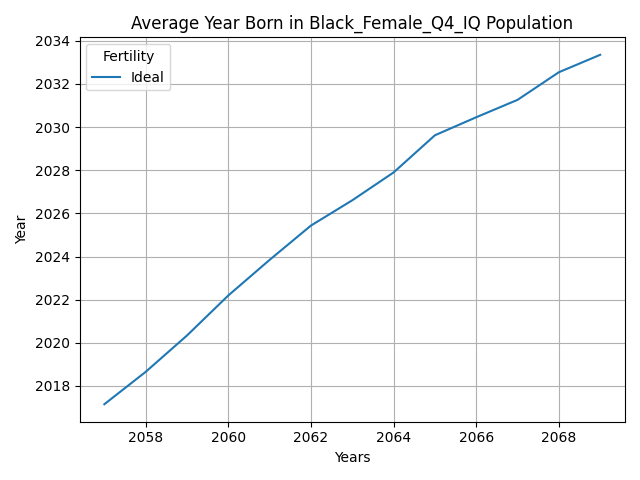 Average Year Born in Black_Female_Q4_IQ Population
Fertility
Ideal
2034
2032
2030
2028
2026
2024
2022
2020
2018
Year
2058 2060 2062 2064 2066 2068
Years